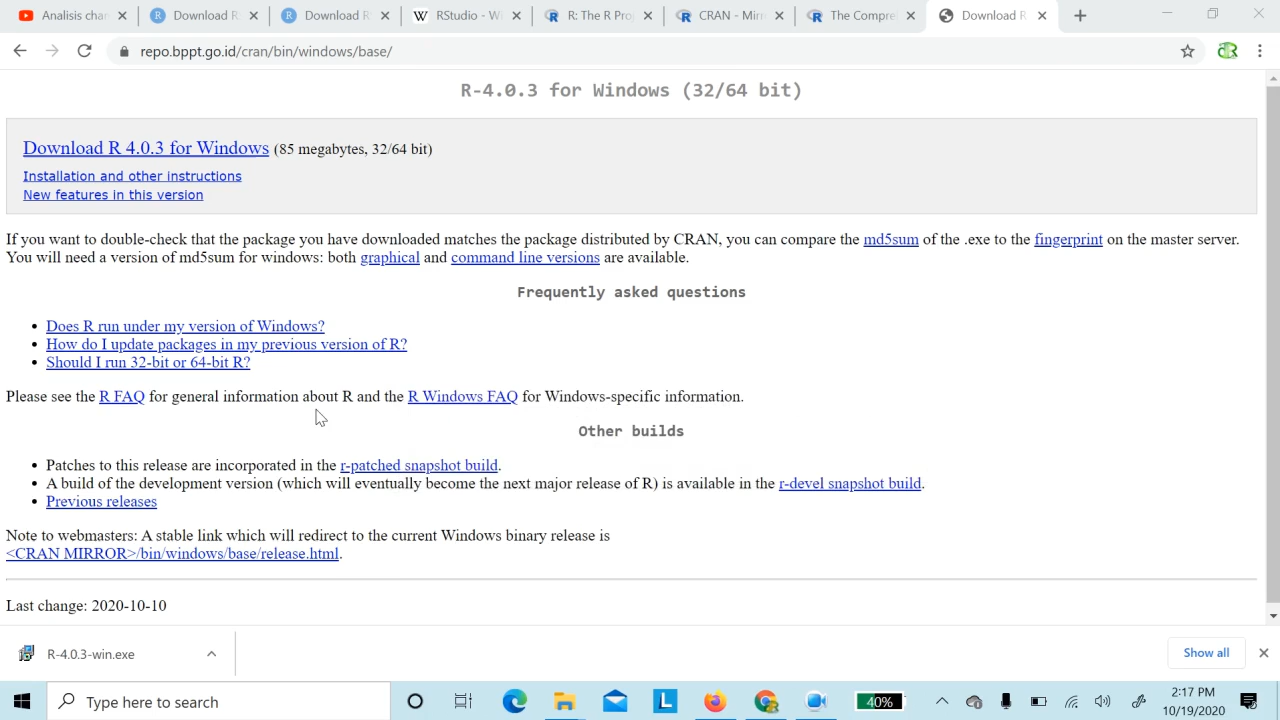 Analisis chan
Download R
Download R
RStudio - Wi
R: The R Proj
CRAN - Mirr
The Compre
Download R
repo.bppt.go.id/cran/bin/windows/base/
R-4.0.3 for Windows (32/64 bit)
Download R 4.0.3 for Windows (85 megabytes, 32/64 bit)
Installation and other instructions
New features in this version
If you want to double-check that the package you have downloaded matches the package distributed by CRAN, you can compare the md5sum of the .exe to the fingerprint on the master server.
You will need a version of md5sum for windows: both graphical and command line versions are available.
Frequently asked questions
• Does R run under my version of Windows?
• How do I update packages in my previous version of R?
• Should I run 32-bit or 64-bit R?
Please see the R FAQ for general information about R and the R Windows FAQ for Windows-specific information.
Other builds
• Patches to this release are incorporated in the r-patched snapshot build.
• A build of the development version (which will eventually become the next major release of R) is available in the r-devel snapshot build.
• Previous releases
Note to webmasters: A stable link which will redirect to the current Windows binary release is
<CRAN MIRROR>/bin/windows/base/release.html.
Last change: 2020-10-10
R-4.0.3-win.exe
Show all
Type here to search
40%
2:17 PM
10/19/2020